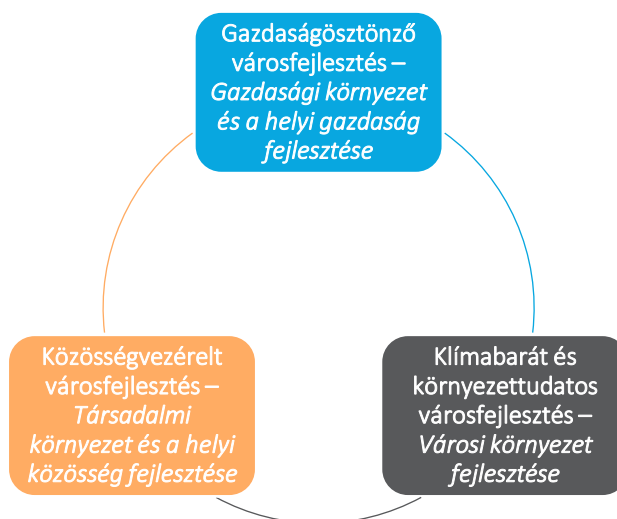 Gazdaságösztönző
városfejlesztés –
Gazdasági környezet
és a helyi gazdaság
fejlesztése
Közösségvezérelt
városfejlesztés –
Társadalmi
környezet és a helyi
közösség fejlesztése
Klímabarát és
környezettudatos
városfejlesztés –
Városi környezet
fejlesztése